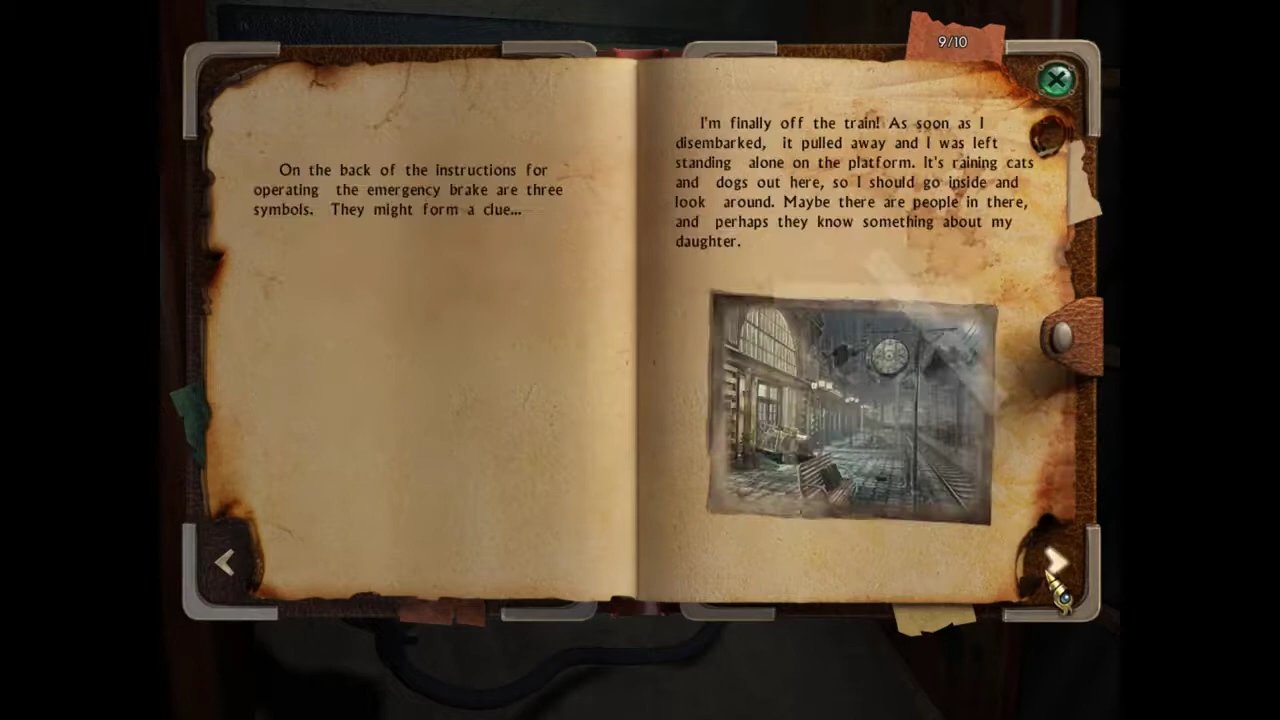 9/10
On the back of the instructions for
operating the emergency brake are three
symbols. They might form a clue...
I'm finally off the train! As soon as I
disembarked, it pulled away and I was left
standing alone on the platform. It's raining cats
and dogs out here, so I should go inside and
look around. Maybe there are people in there,
and perhaps they know something about my
daughter.